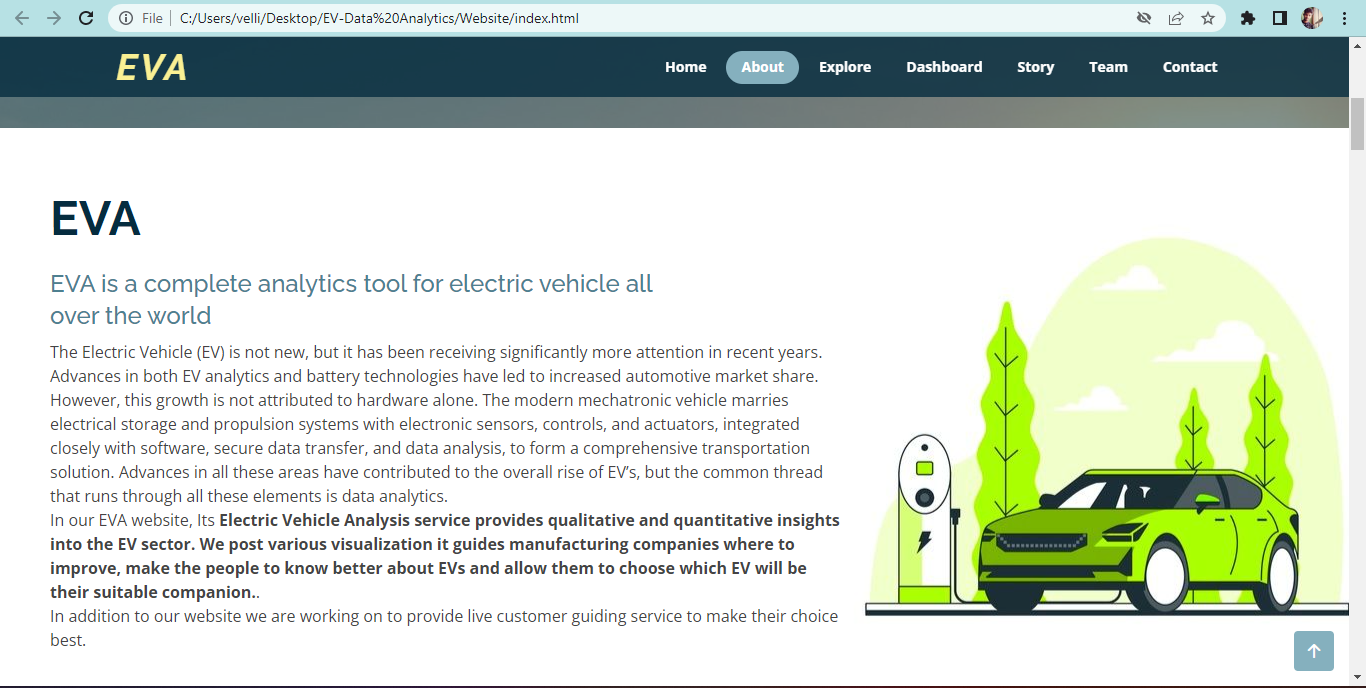 File
C:/Users/velli/Desktop/EV-Data%20Analytics/Website/index.html
EVA
Home About Explore Dashboard Story Team Contact
EVA
EVA is a complete analytics tool for electric vehicle all
over the world
The Electric Vehicle (EV) is not new, but it has been receiving significantly more attention in recent years.
Advances in both EV analytics and battery technologies have led to increased automotive market share.
However, this growth is not attributed to hardware alone. The modern mechatronic vehicle marries
electrical storage and propulsion systems with electronic sensors, controls, and actuators, integrated
closely with software, secure data transfer, and data analysis, to form a comprehensive transportation
solution. Advances in all these areas have contributed to the overall rise of EV’s, but the common thread
that runs through all these elements is data analytics.
In our EVA website, Its Electric Vehicle Analysis service provides qualitative and quantitative insights
into the EV sector. We post various visualization it guides manufacturing companies where to
improve, make the people to know better about EVs and allow them to choose which EV will be
their suitable companion..
In addition to our website we are working on to provide live customer guiding service to make their choice
best.